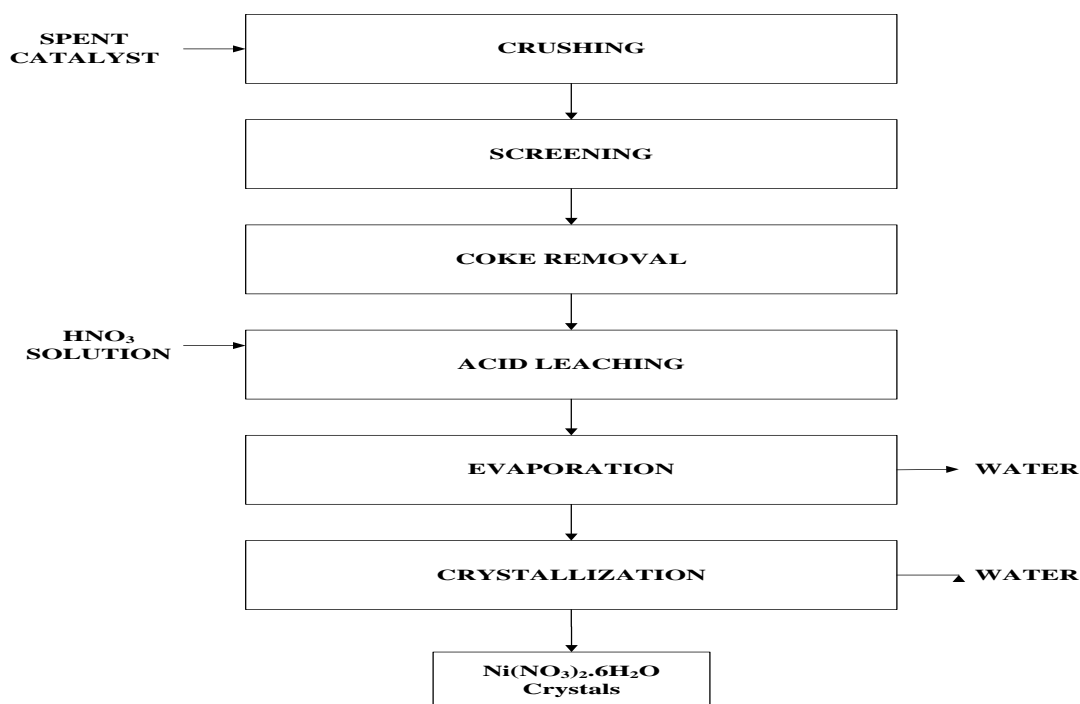 SPENT
CATALYST
CRUSHING
SCREENING
COKE REMOVAL
HNO₃
SOLUTION
ACID LEACHING
EVAPORATION
WATER
CRYSTALLIZATION
WATER
Ni(NO₃)₂.6H₂O
Crystals